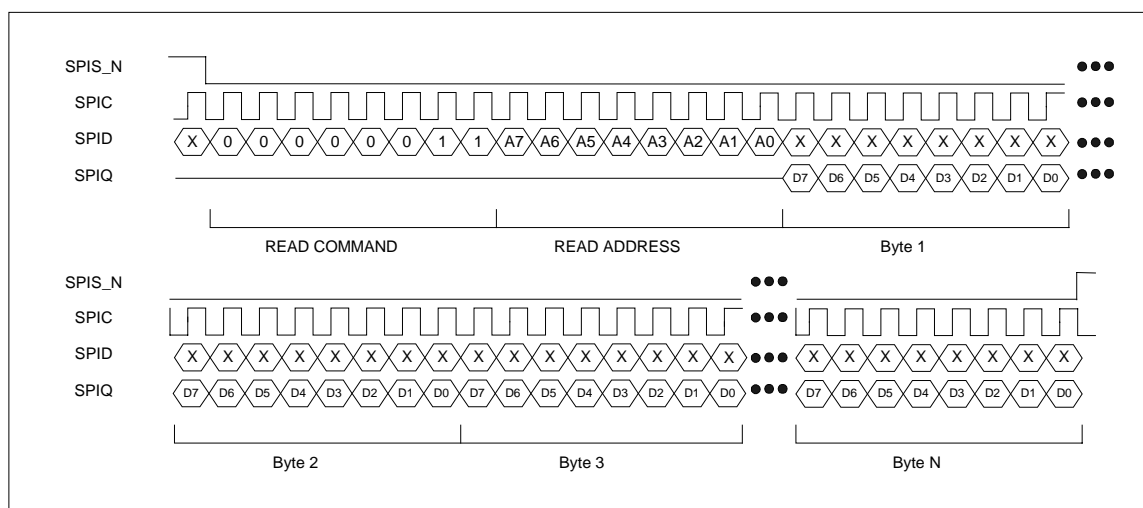 SPIS_N
SPIC
SPID X 0 0 0 0 0 0 1 1 A7 A6 A5 A4 A3 A2 A1 A0 X X X X X X X X
SPIQ D7 D6 D5 D4 D3 D2 D1 D0
READ COMMAND READ ADDRESS Byte 1
SPIS_N
SPIC
SPID X X X X X X X X X X X X X X X X X X X X X X X X
SPIQ D7 D6 D5 D4 D3 D2 D1 D0 D7 D6 D5 D4 D3 D2 D1 D0 D7 D6 D5 D4 D3 D2 D1 D0
Byte 2 Byte 3 Byte N